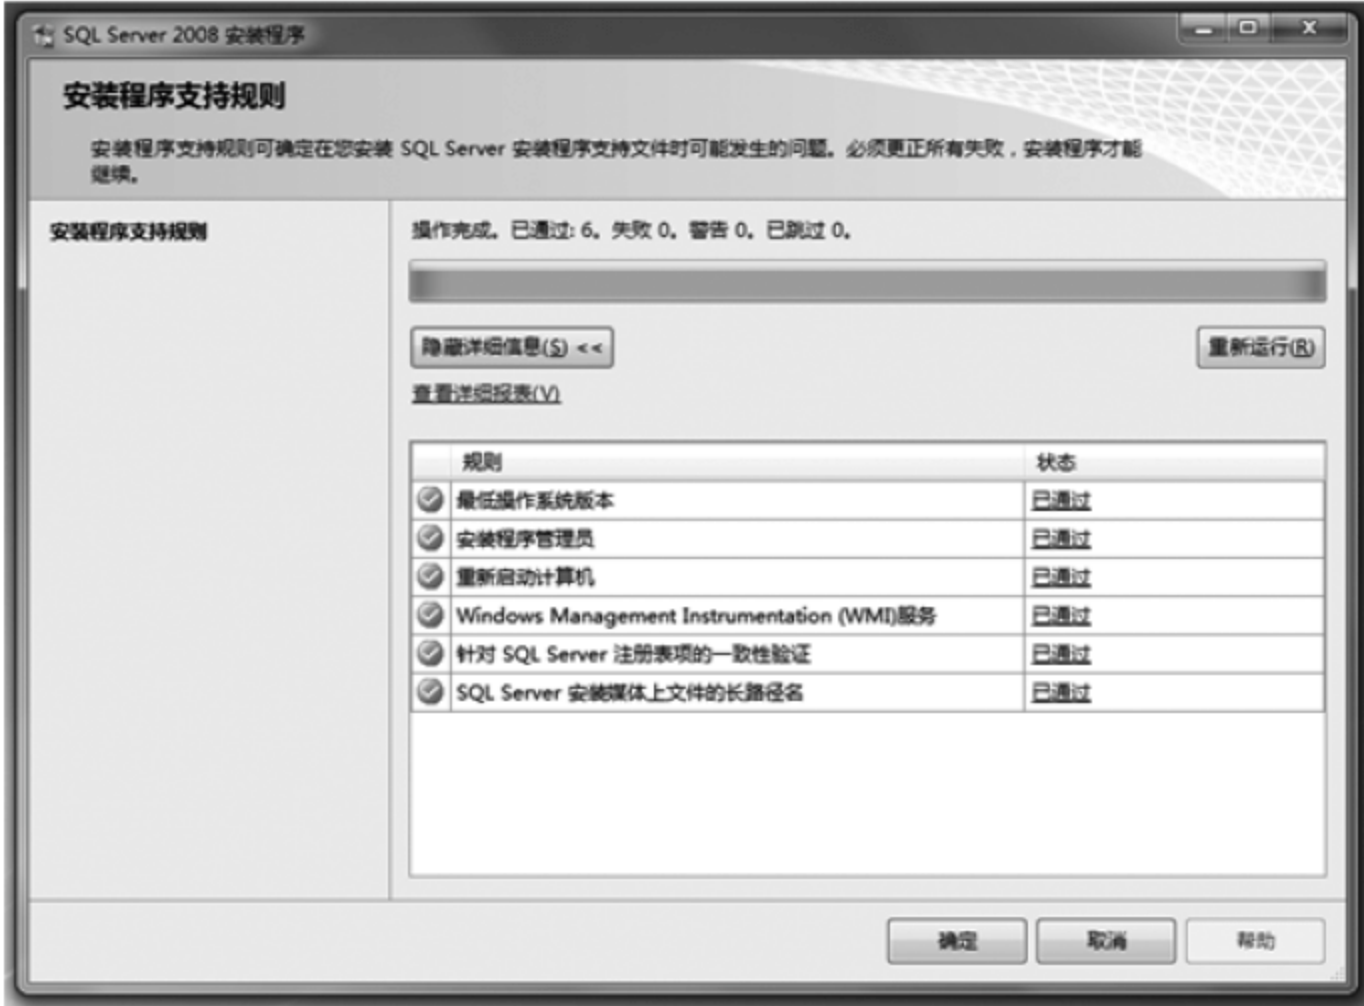 SQL Server 2008 安装程序
安装程序支持规则
安装程序支持规则可确定在您安装 SQL Server 安装程序支持文件时可能发生的问题。必须更正所有失败，安装程序才能
继续。
安装程序支持规则
操作完成。已通过: 6。失败 0。警告 0。已跳过 0。
隐藏详细信息(S) <<
重新运行(R)
查看详细报表(V)
规则 状态
最低操作系统版本 已通过
安装程序管理员 已通过
重新启动计算机 已通过
Windows Management Instrumentation (WMI)服务 已通过
针对 SQL Server 注册表项的一致性验证 已通过
SQL Server 安装媒体上文件的长路径名 已通过
确定 取消 帮助